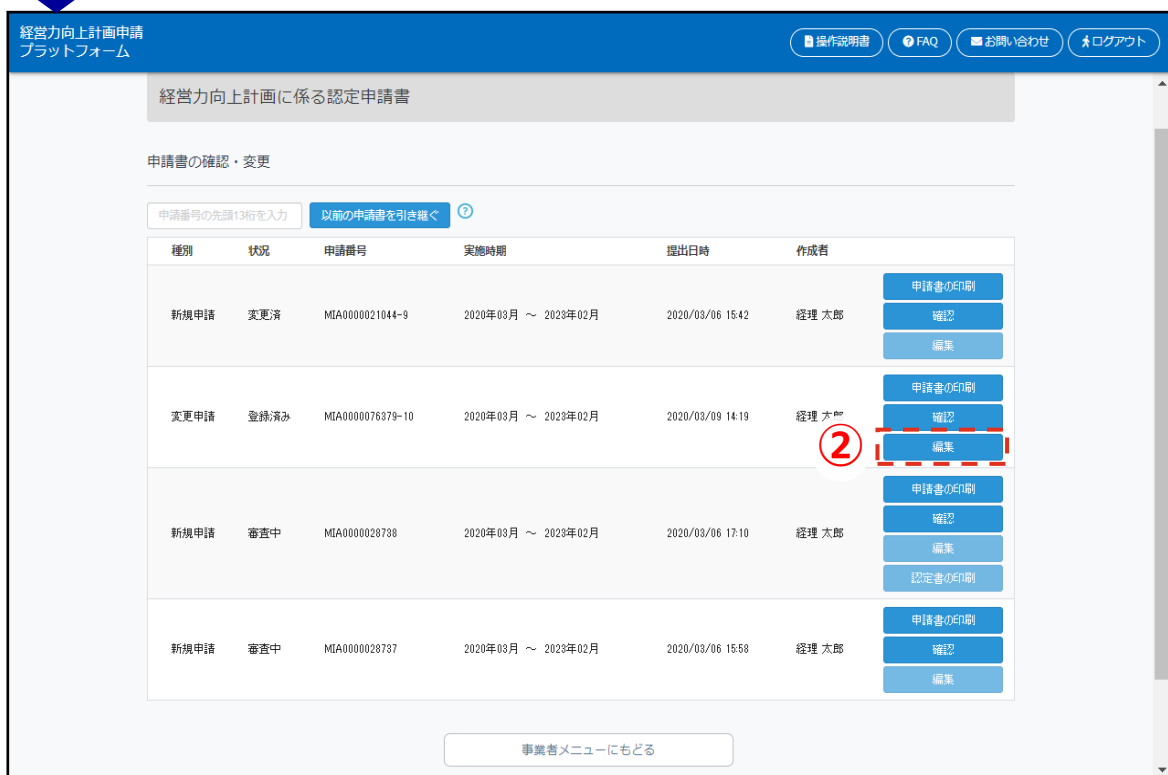 経営力向上計画申請
プラットフォーム
操作説明書 FAQ お問い合わせ ログアウト
経営力向上計画に係る認定申請書
申請書の確認・変更
申請番号の先頭13桁を入力 以前の申請書を引き継ぐ ?
種別 状況 申請番号 実施時期 提出日時 作成者
申請書の印刷
新規申請 変更済 MIA0000021044-9 2020年03月 ～ 2023年02月 2020/03/06 15:42 経理 太郎 確認
編集
申請書の印刷
変更申請 登録済み MIA0000076379-10 2020年03月 ～ 2023年02月 2020/03/09 14:19 経理 太郎 確認
② 編集
申請書の印刷
新規申請 審査中 MIA0000028738 2020年03月 ～ 2023年02月 2020/03/06 17:10 経理 太郎 確認
編集
認定書の印刷
申請書の印刷
新規申請 審査中 MIA0000028737 2020年03月 ～ 2023年02月 2020/03/06 15:58 経理 太郎 確認
編集
事業者メニューにもどる